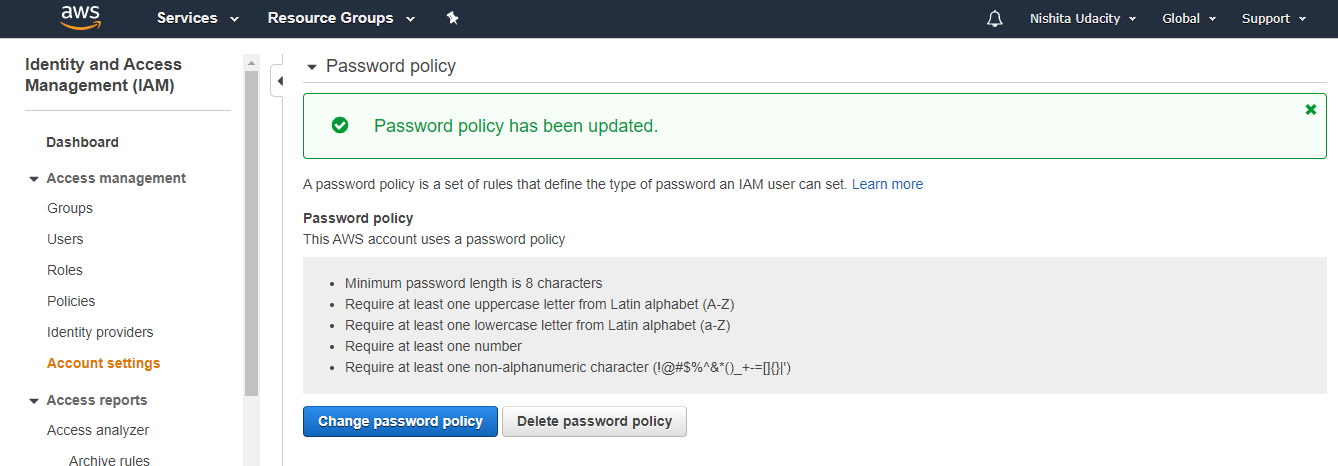 aws
Services Resource Groups Nishita Udacity Global Support
Identity and Access
Management (IAM)
Dashboard
Access management
Groups
Users
Roles
Policies
Identity providers
Account settings
Access reports
Access analyzer
Archive rules
Password policy
Password policy has been updated.
A password policy is a set of rules that define the type of password an IAM user can set. Learn more
Password policy
This AWS account uses a password policy
• Minimum password length is 8 characters
• Require at least one uppercase letter from Latin alphabet (A-Z)
• Require at least one lowercase letter from Latin alphabet (a-Z)
• Require at least one number
• Require at least one non-alphanumeric character (!@#$%^&*()_+-=[]{}|')
Change password policy Delete password policy